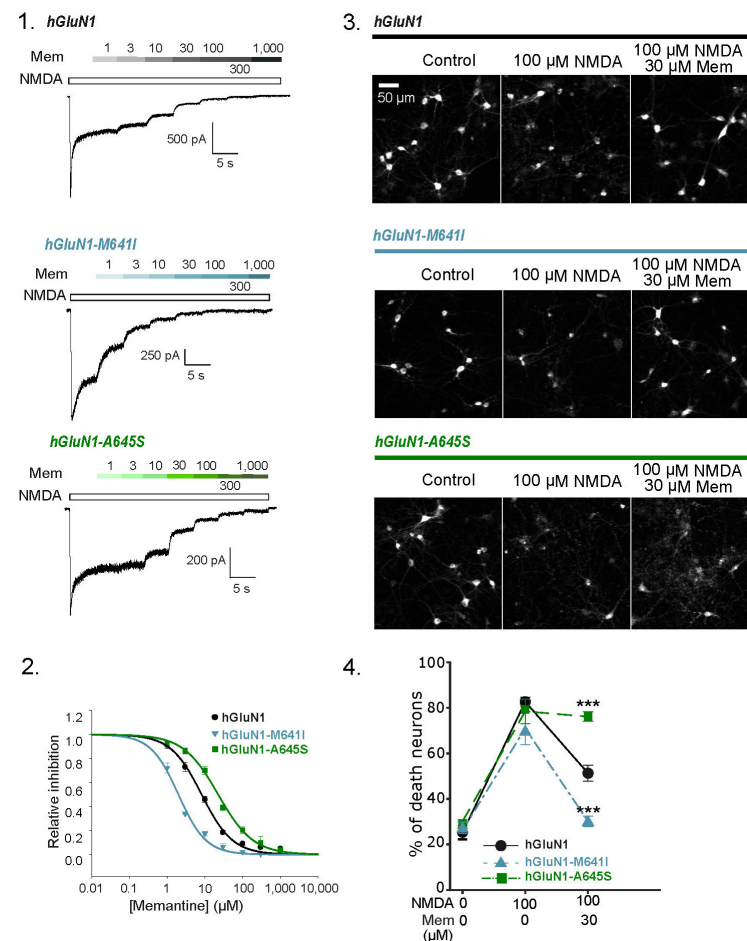 1.
hGluN1
Mem
1 3 10 30 100 1,000
300
NMDA
500 pA
5 s
hGluN1-M641I
Mem
1 3 10 30 100 1,000
300
NMDA
250 pA
5 s
hGluN1-A645S
Mem
1 3 10 30 100 1,000
300
NMDA
200 pA
5 s
2.
Relative inhibition
1.2
1.0
0.8
0.6
0.4
0.2
0.0
hGluN1
hGluN1-M641I
hGluN1-A645S
0.01 0.1 1 10 100 1,000 10,000
[Memantine] (µM)
3.
hGluN1
Control
100 µM NMDA
100 µM NMDA
30 µM Mem
50 µm
hGluN1-M641I
Control
100 µM NMDA
100 µM NMDA
30 µM Mem
hGluN1-A645S
Control
100 µM NMDA
100 µM NMDA
30 µM Mem
4.
% of death neurons
100
80
60
40
20
0
***
***
hGluN1
hGluN1-M641I
hGluN1-A645S
NMDA 0 100 100
Mem 0 0 30
(µM)